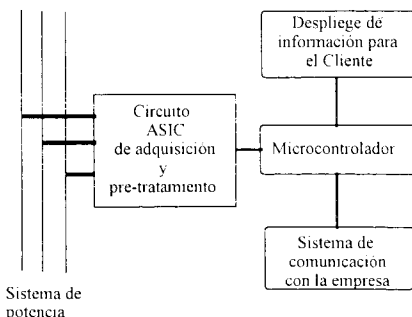 Despliege de
información para
el Cliente
Circuito
ASIC
de adquisición
y
pre-tratamiento
Microcontrolador
Sistema de
comunicación
con la empresa
Sistema de
potencia